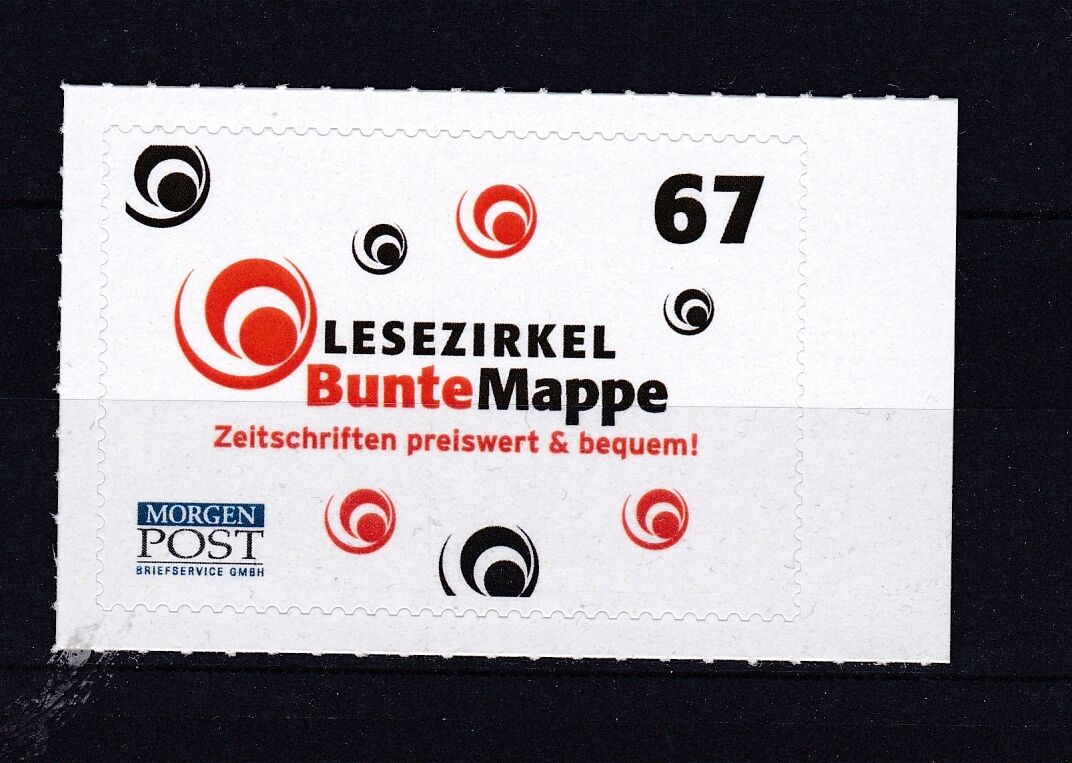 67
LESEZIRKEL
BunteMappe
Zeitschriften preiswert & bequem!
MORGEN
POST
BRIEFSERVICE GMBH